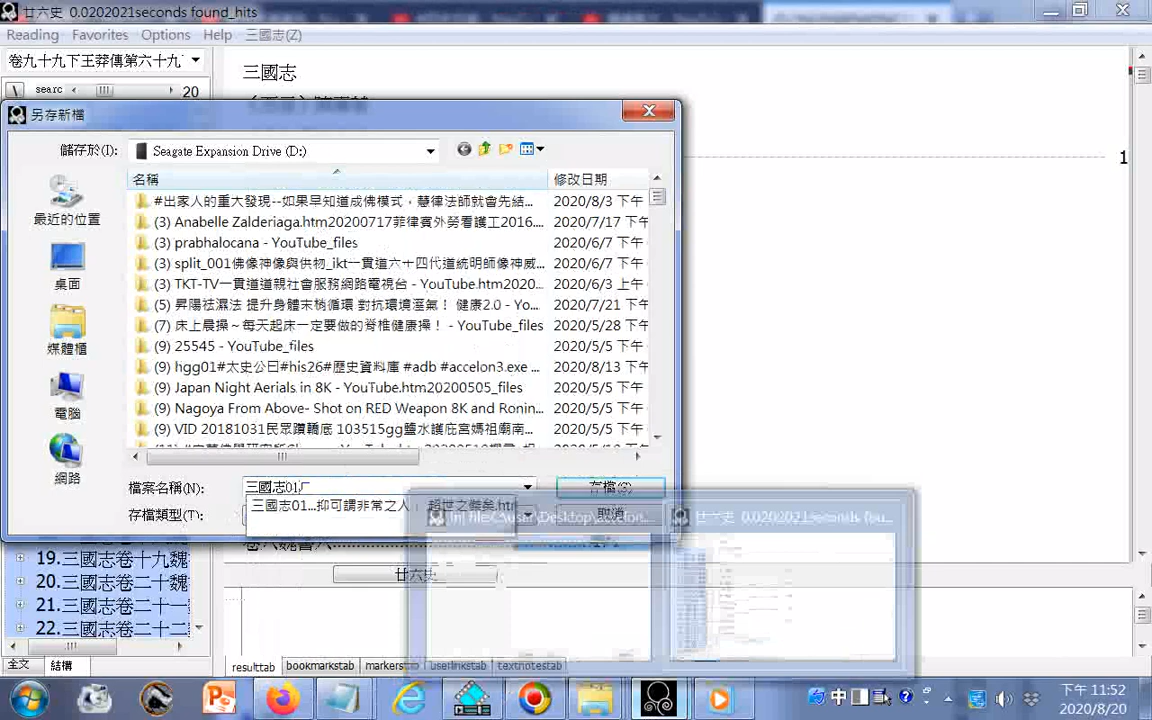 廿六史 0.0202021seconds found_hits
Reading Favorites Options Help 三國志(Z)
卷九十九下王莽傳第六十九
三國志
searc 20
另存新檔
儲存於(I): Seagate Expansion Drive (D:)
1
名稱 修改日期
最近的位置
桌面
媒體櫃
電腦
網路
#出家人的重大發現--如果早知道成佛模式，慧律法師就會先結... 2020/8/3 下午
(3) Anabelle Zalderiaga.htm20200717菲律賓外勞看護工2016.... 2020/7/17 下午
(3) prabhalocana - YouTube_files 2020/6/7 下午
(3) split_001佛像神像與供物_ikt一貫道六十四代道統明師像神威... 2020/6/7 下午
(3) TKT-TV一貫道道親社會服務網路電視台 - YouTube.htm2020... 2020/6/3 上午
(5) 昇陽祛濕法 提升身體末梢循環 對抗環境溼氣！ 健康2.0 - Yo... 2020/7/21 下午
(7) 床上晨操～每天起床一定要做的脊椎健康操！ - YouTube_files 2020/5/28 下午
(9) 25545 - YouTube_files 2020/5/5 下午
(9) hgg01#太史公曰#his26#歷史資料庫 #adb #accelon3.exe ... 2020/8/13 下午
(9) Japan Night Aerials in 8K - YouTube.htm20200505_files 2020/5/5 下午
(9) Nagoya From Above- Shot on RED Weapon 8K and Ronin... 2020/5/5 下午
(9) VID 20181031民眾讚轎底 103515gg鹽水護庇宮媽祖廟南... 2020/5/5 下午
檔案名稱(N): 三國志01 存檔(S)
三國志01...抑可謂非常之人，超世之傑矣.htm
存檔類型(T): 取消
廿六史 0.0202021seconds (fou...
19.三國志卷十九魏
20.三國志卷二十魏
21.三國志卷二十一
22.三國志卷二十二
廿六史
全文 結構
resulttab bookmarkstab markerstab userlinkstab textnotestab
中
下午 11:52
2020/8/20